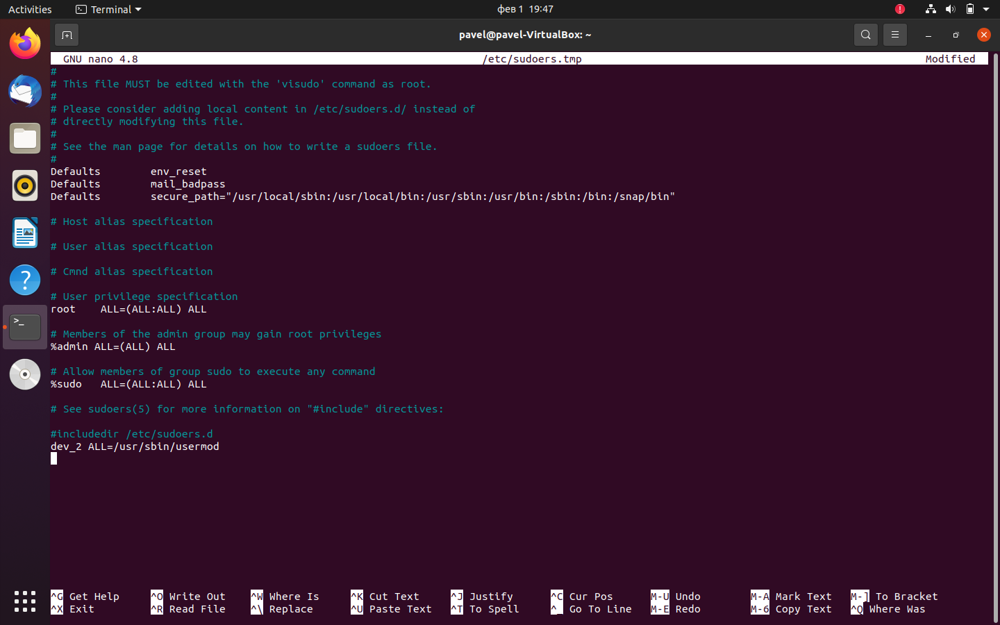 Activities Terminal фев 1 19:47
pavel@pavel-VirtualBox: ~
GNU nano 4.8 /etc/sudoers.tmp Modified
#
# This file MUST be edited with the 'visudo' command as root.
#
# Please consider adding local content in /etc/sudoers.d/ instead of
# directly modifying this file.
#
# See the man page for details on how to write a sudoers file.
#
Defaults env_reset
Defaults mail_badpass
Defaults secure_path="/usr/local/sbin:/usr/local/bin:/usr/sbin:/usr/bin:/sbin:/bin:/snap/bin"
# Host alias specification
# User alias specification
# Cmnd alias specification
# User privilege specification
root ALL=(ALL:ALL) ALL
# Members of the admin group may gain root privileges
%admin ALL=(ALL) ALL
# Allow members of group sudo to execute any command
%sudo ALL=(ALL:ALL) ALL
# See sudoers(5) for more information on "#include" directives:
#includedir /etc/sudoers.d
dev_2 ALL=/usr/sbin/usermod
^G Get Help ^O Write Out ^W Where Is ^K Cut Text ^J Justify ^C Cur Pos M-U Undo M-A Mark Text M-] To Bracket
^X Exit ^R Read File ^\ Replace ^U Paste Text ^T To Spell ^_ Go To Line M-E Redo M-6 Copy Text ^Q Where Was